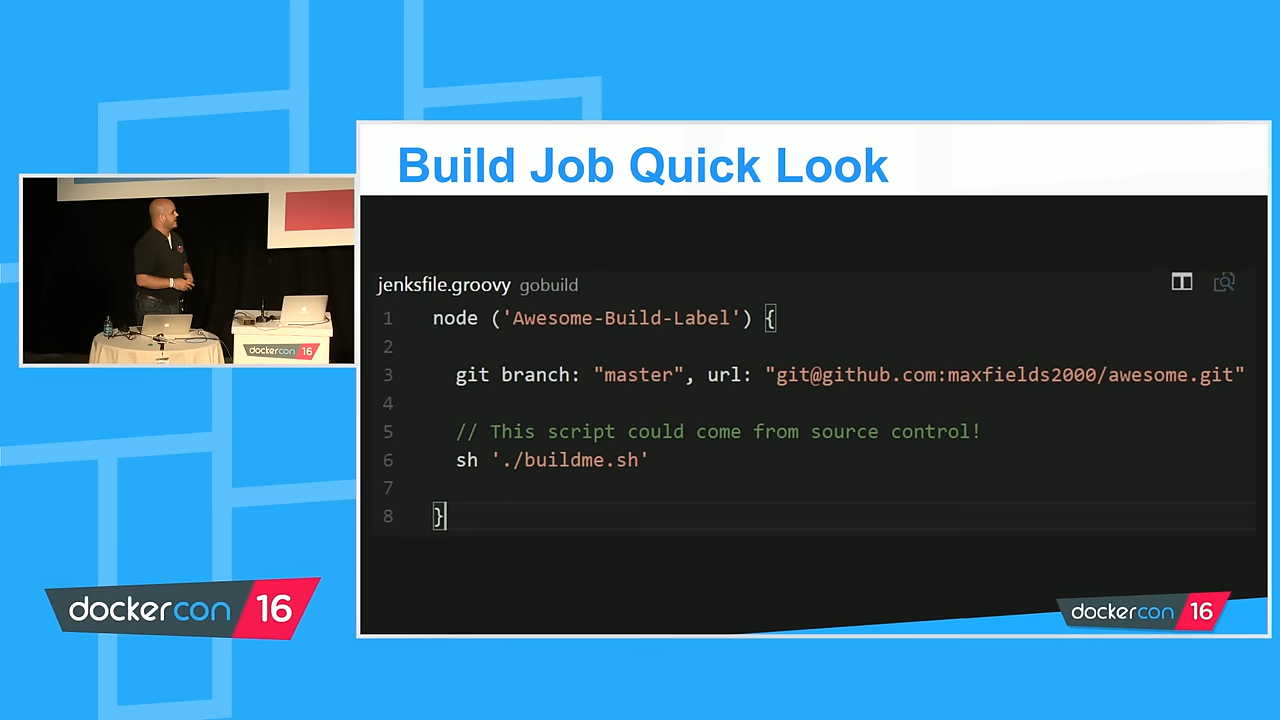 Build Job Quick Look
jenksfile.groovy gobuild
1 node ('Awesome-Build-Label') {
2
3 git branch: "master", url: "git@github.com:maxfields2000/awesome.git"
4
5 // This script could come from source control!
6 sh './buildme.sh'
7
8 }
dockercon 16
dockercon 16
dockercon 16